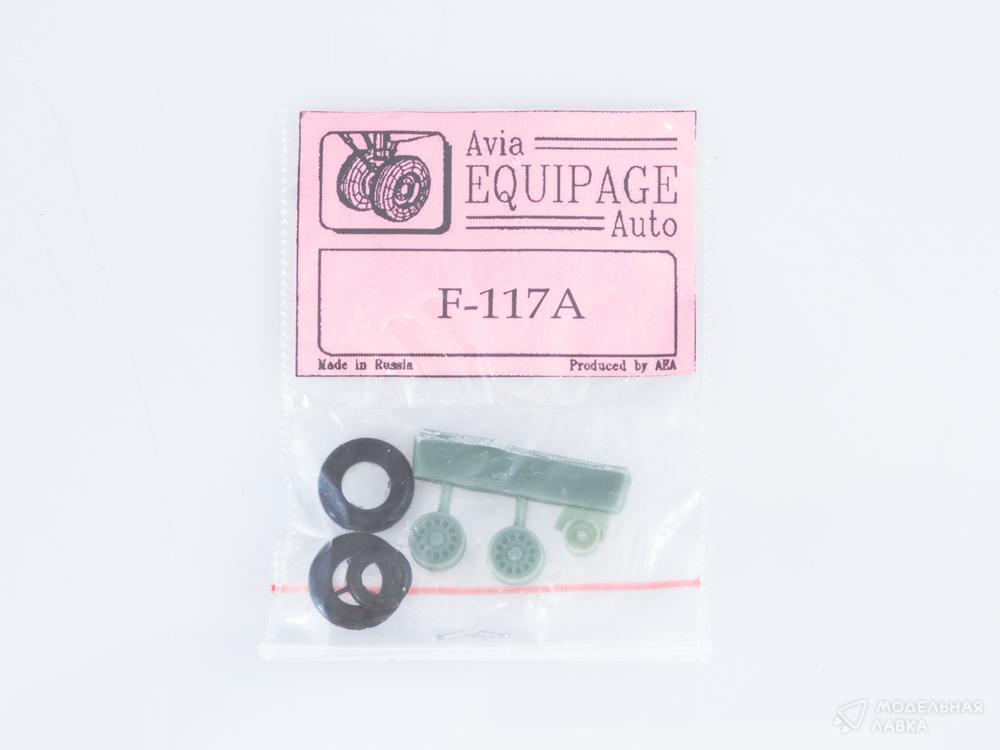 Avia
EQUIPAGE
Auto
F-117A
Made in Russia
Produced by AEA
МОДЕЛЬНАЯ
ЛАВКА